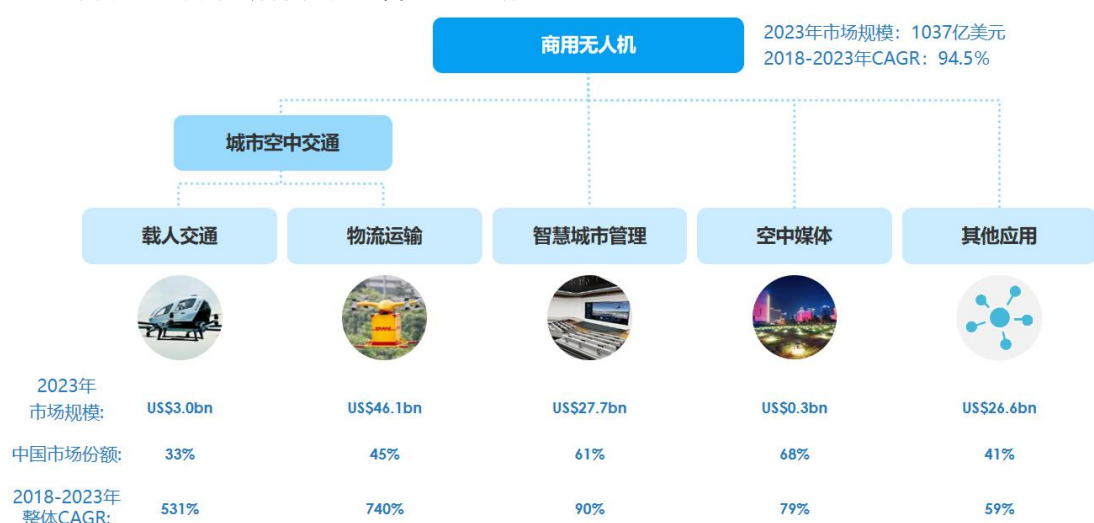 商用无人机
2023年市场规模：1037亿美元
2018-2023年CAGR：94.5%
城市空中交通
载人交通 物流运输 智慧城市管理 空中媒体 其他应用
2023年
市场规模: US$3.0bn US$46.1bn US$27.7bn US$0.3bn US$26.6bn
中国市场份额: 33% 45% 61% 68% 41%
2018-2023年
整体CAGR: 531% 740% 90% 79% 59%